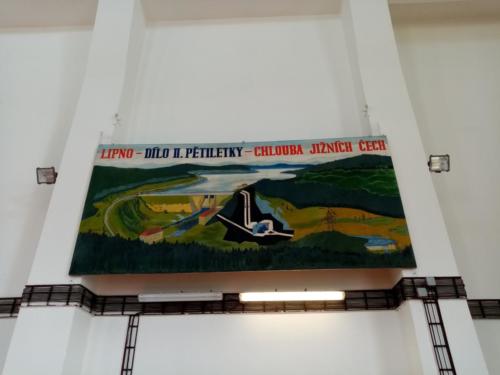 LIPNO - DÍLO II. PĚTILETKY - CHLOUBA JIŽNÍCH ČECH